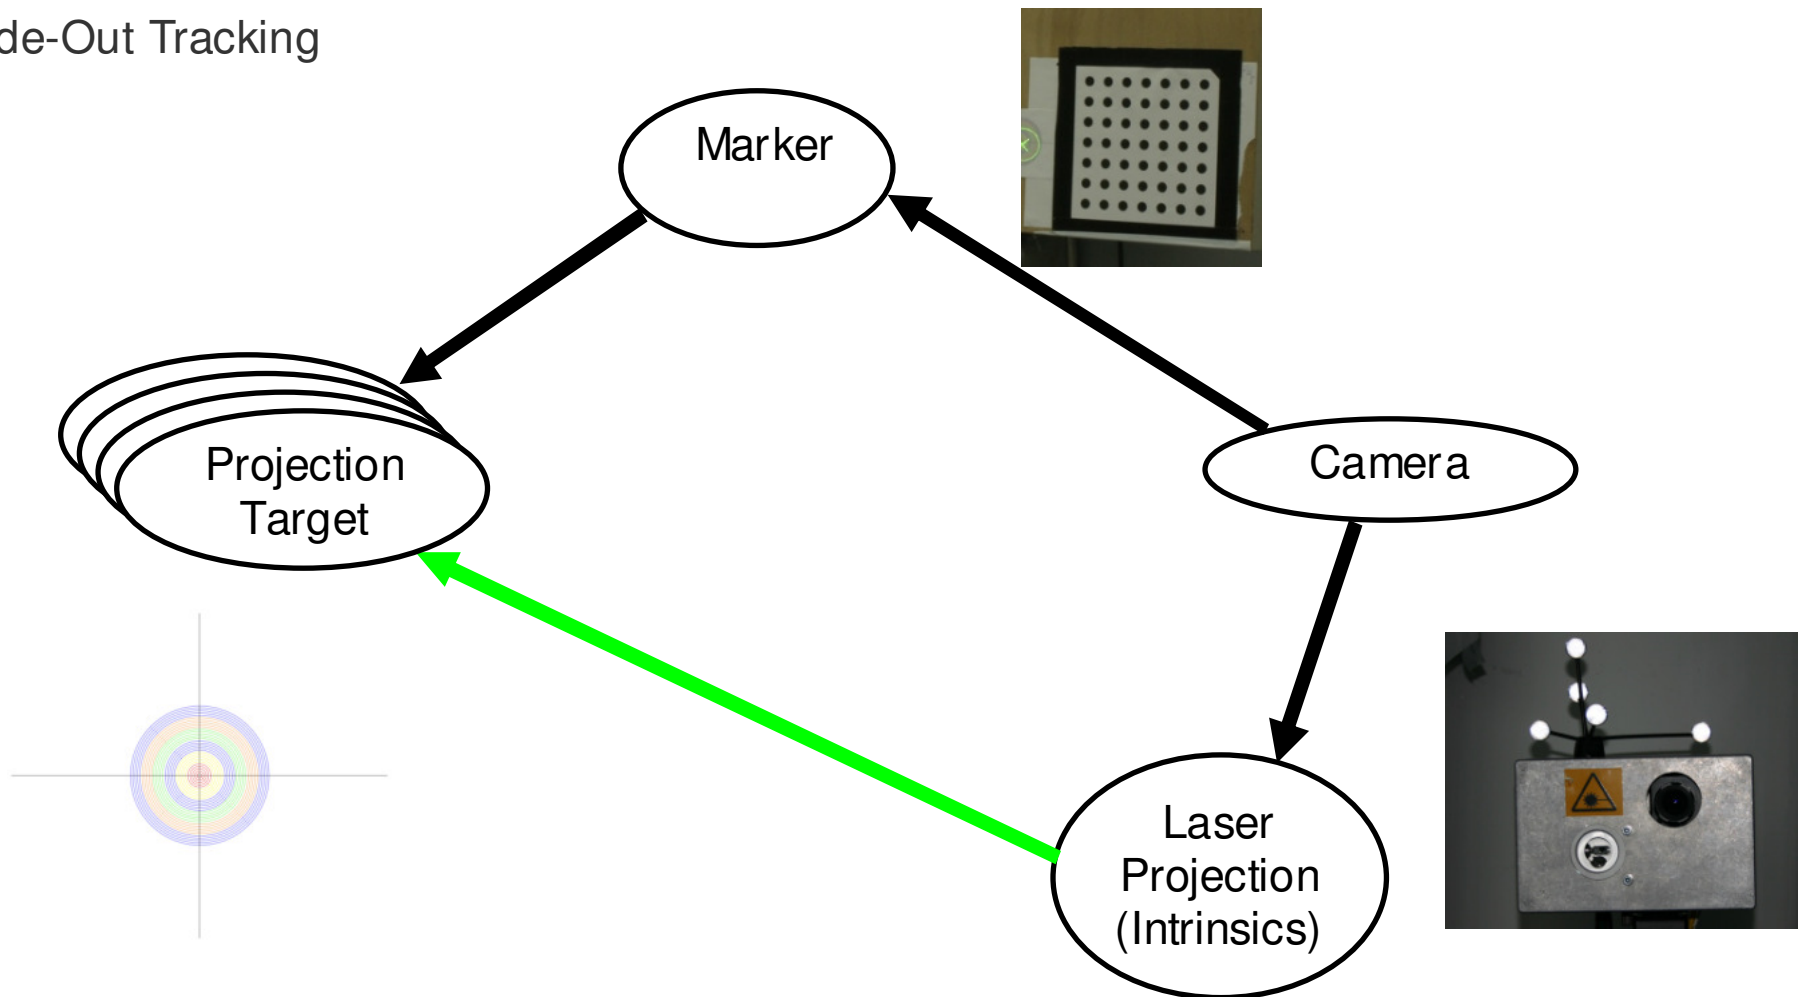 de-Out Tracking
Marker
Projection
Target
Camera
Laser
Projection
(Intrinsics)